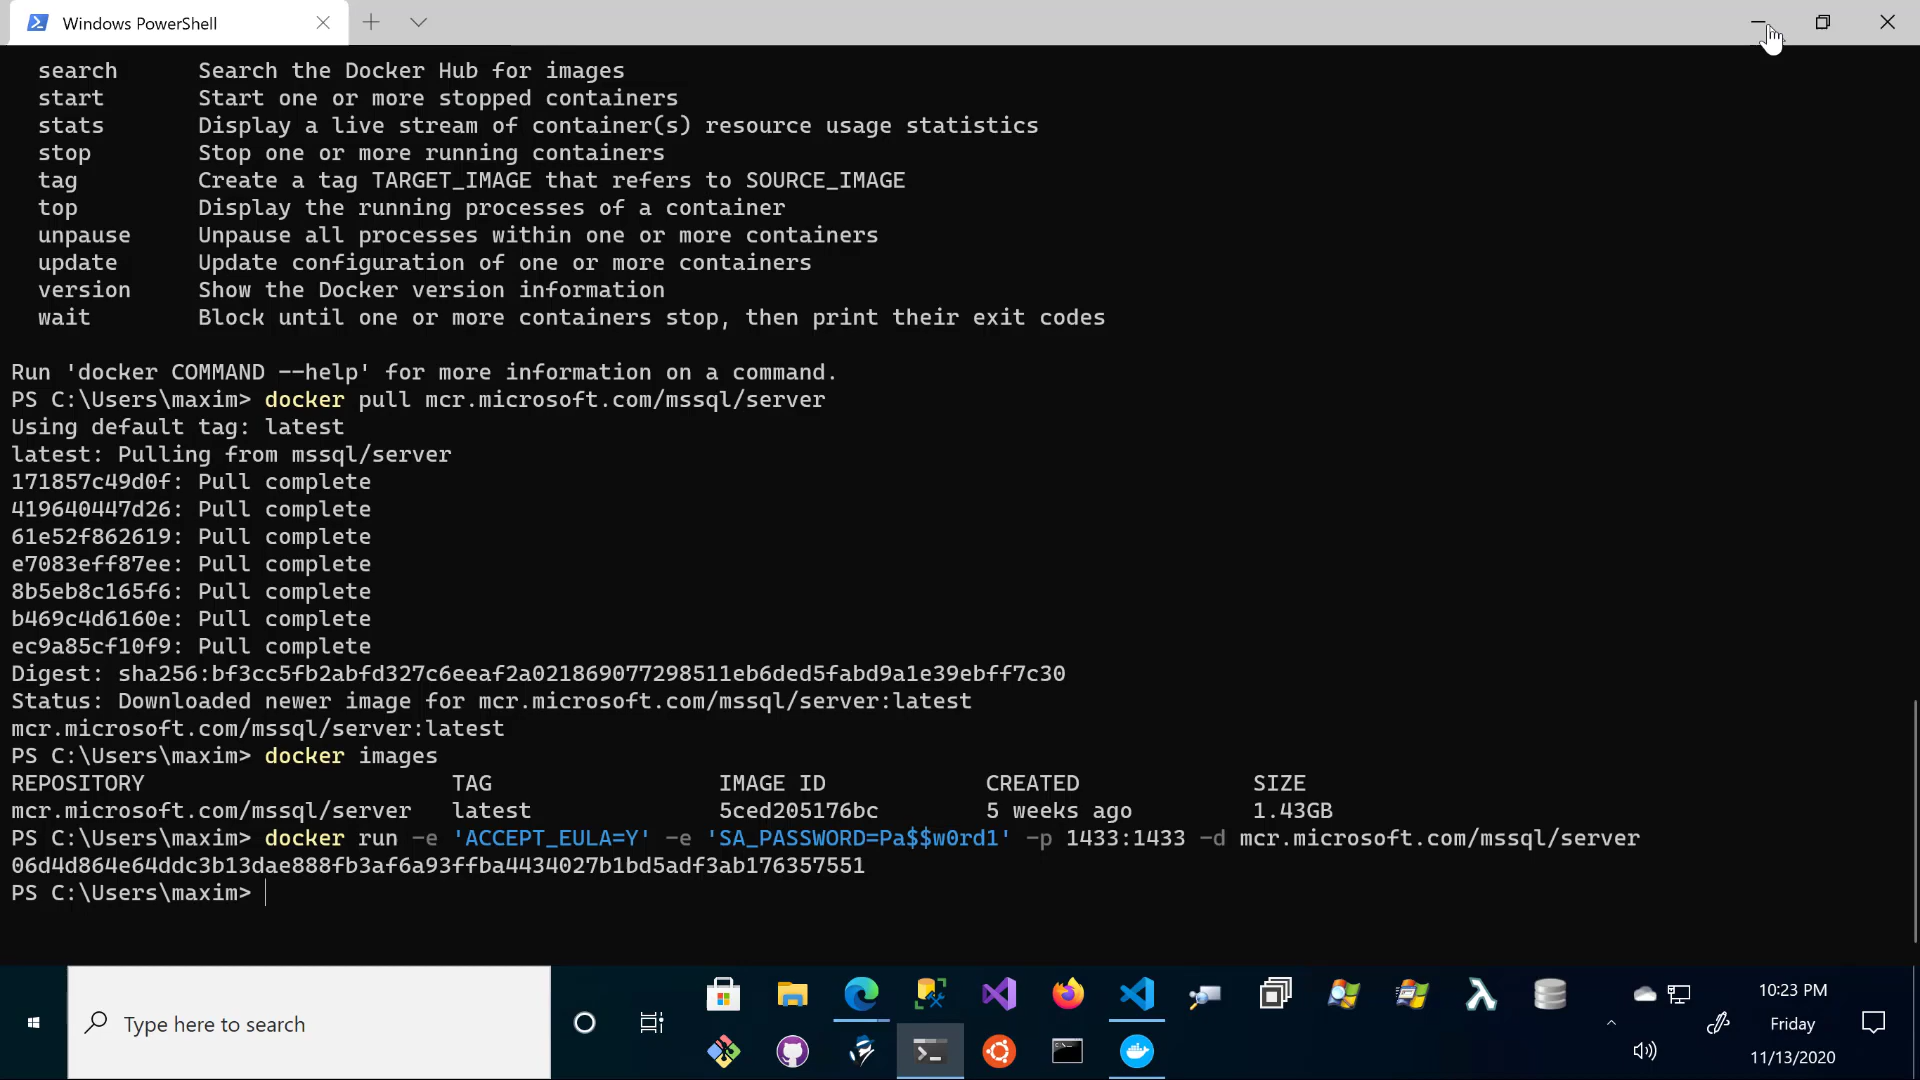 Windows PowerShell
search Search the Docker Hub for images
start Start one or more stopped containers
stats Display a live stream of container(s) resource usage statistics
stop Stop one or more running containers
tag Create a tag TARGET_IMAGE that refers to SOURCE_IMAGE
top Display the running processes of a container
unpause Unpause all processes within one or more containers
update Update configuration of one or more containers
version Show the Docker version information
wait Block until one or more containers stop, then print their exit codes
Run 'docker COMMAND --help' for more information on a command.
PS C:\Users\maxim> docker pull mcr.microsoft.com/mssql/server
Using default tag: latest
latest: Pulling from mssql/server
171857c49d0f: Pull complete
419640447d26: Pull complete
61e52f862619: Pull complete
e7083eff87ee: Pull complete
8b5eb8c165f6: Pull complete
b469c4d6160e: Pull complete
ec9a85cf10f9: Pull complete
Digest: sha256:bf3cc5fb2abfd327c6eeaf2a021869077298511eb6ded5fabd9a1e39ebff7c30
Status: Downloaded newer image for mcr.microsoft.com/mssql/server:latest
mcr.microsoft.com/mssql/server:latest
PS C:\Users\maxim> docker images
REPOSITORY TAG IMAGE ID CREATED SIZE
mcr.microsoft.com/mssql/server latest 5ced205176bc 5 weeks ago 1.43GB
PS C:\Users\maxim> docker run -e 'ACCEPT_EULA=Y' -e 'SA_PASSWORD=Pa$$w0rd1' -p 1433:1433 -d mcr.microsoft.com/mssql/server
06d4d864e64ddc3b13dae888fb3af6a93ffba4434027b1bd5adf3ab176357551
PS C:\Users\maxim>
Type here to search
10:23 PM
Friday
11/13/2020